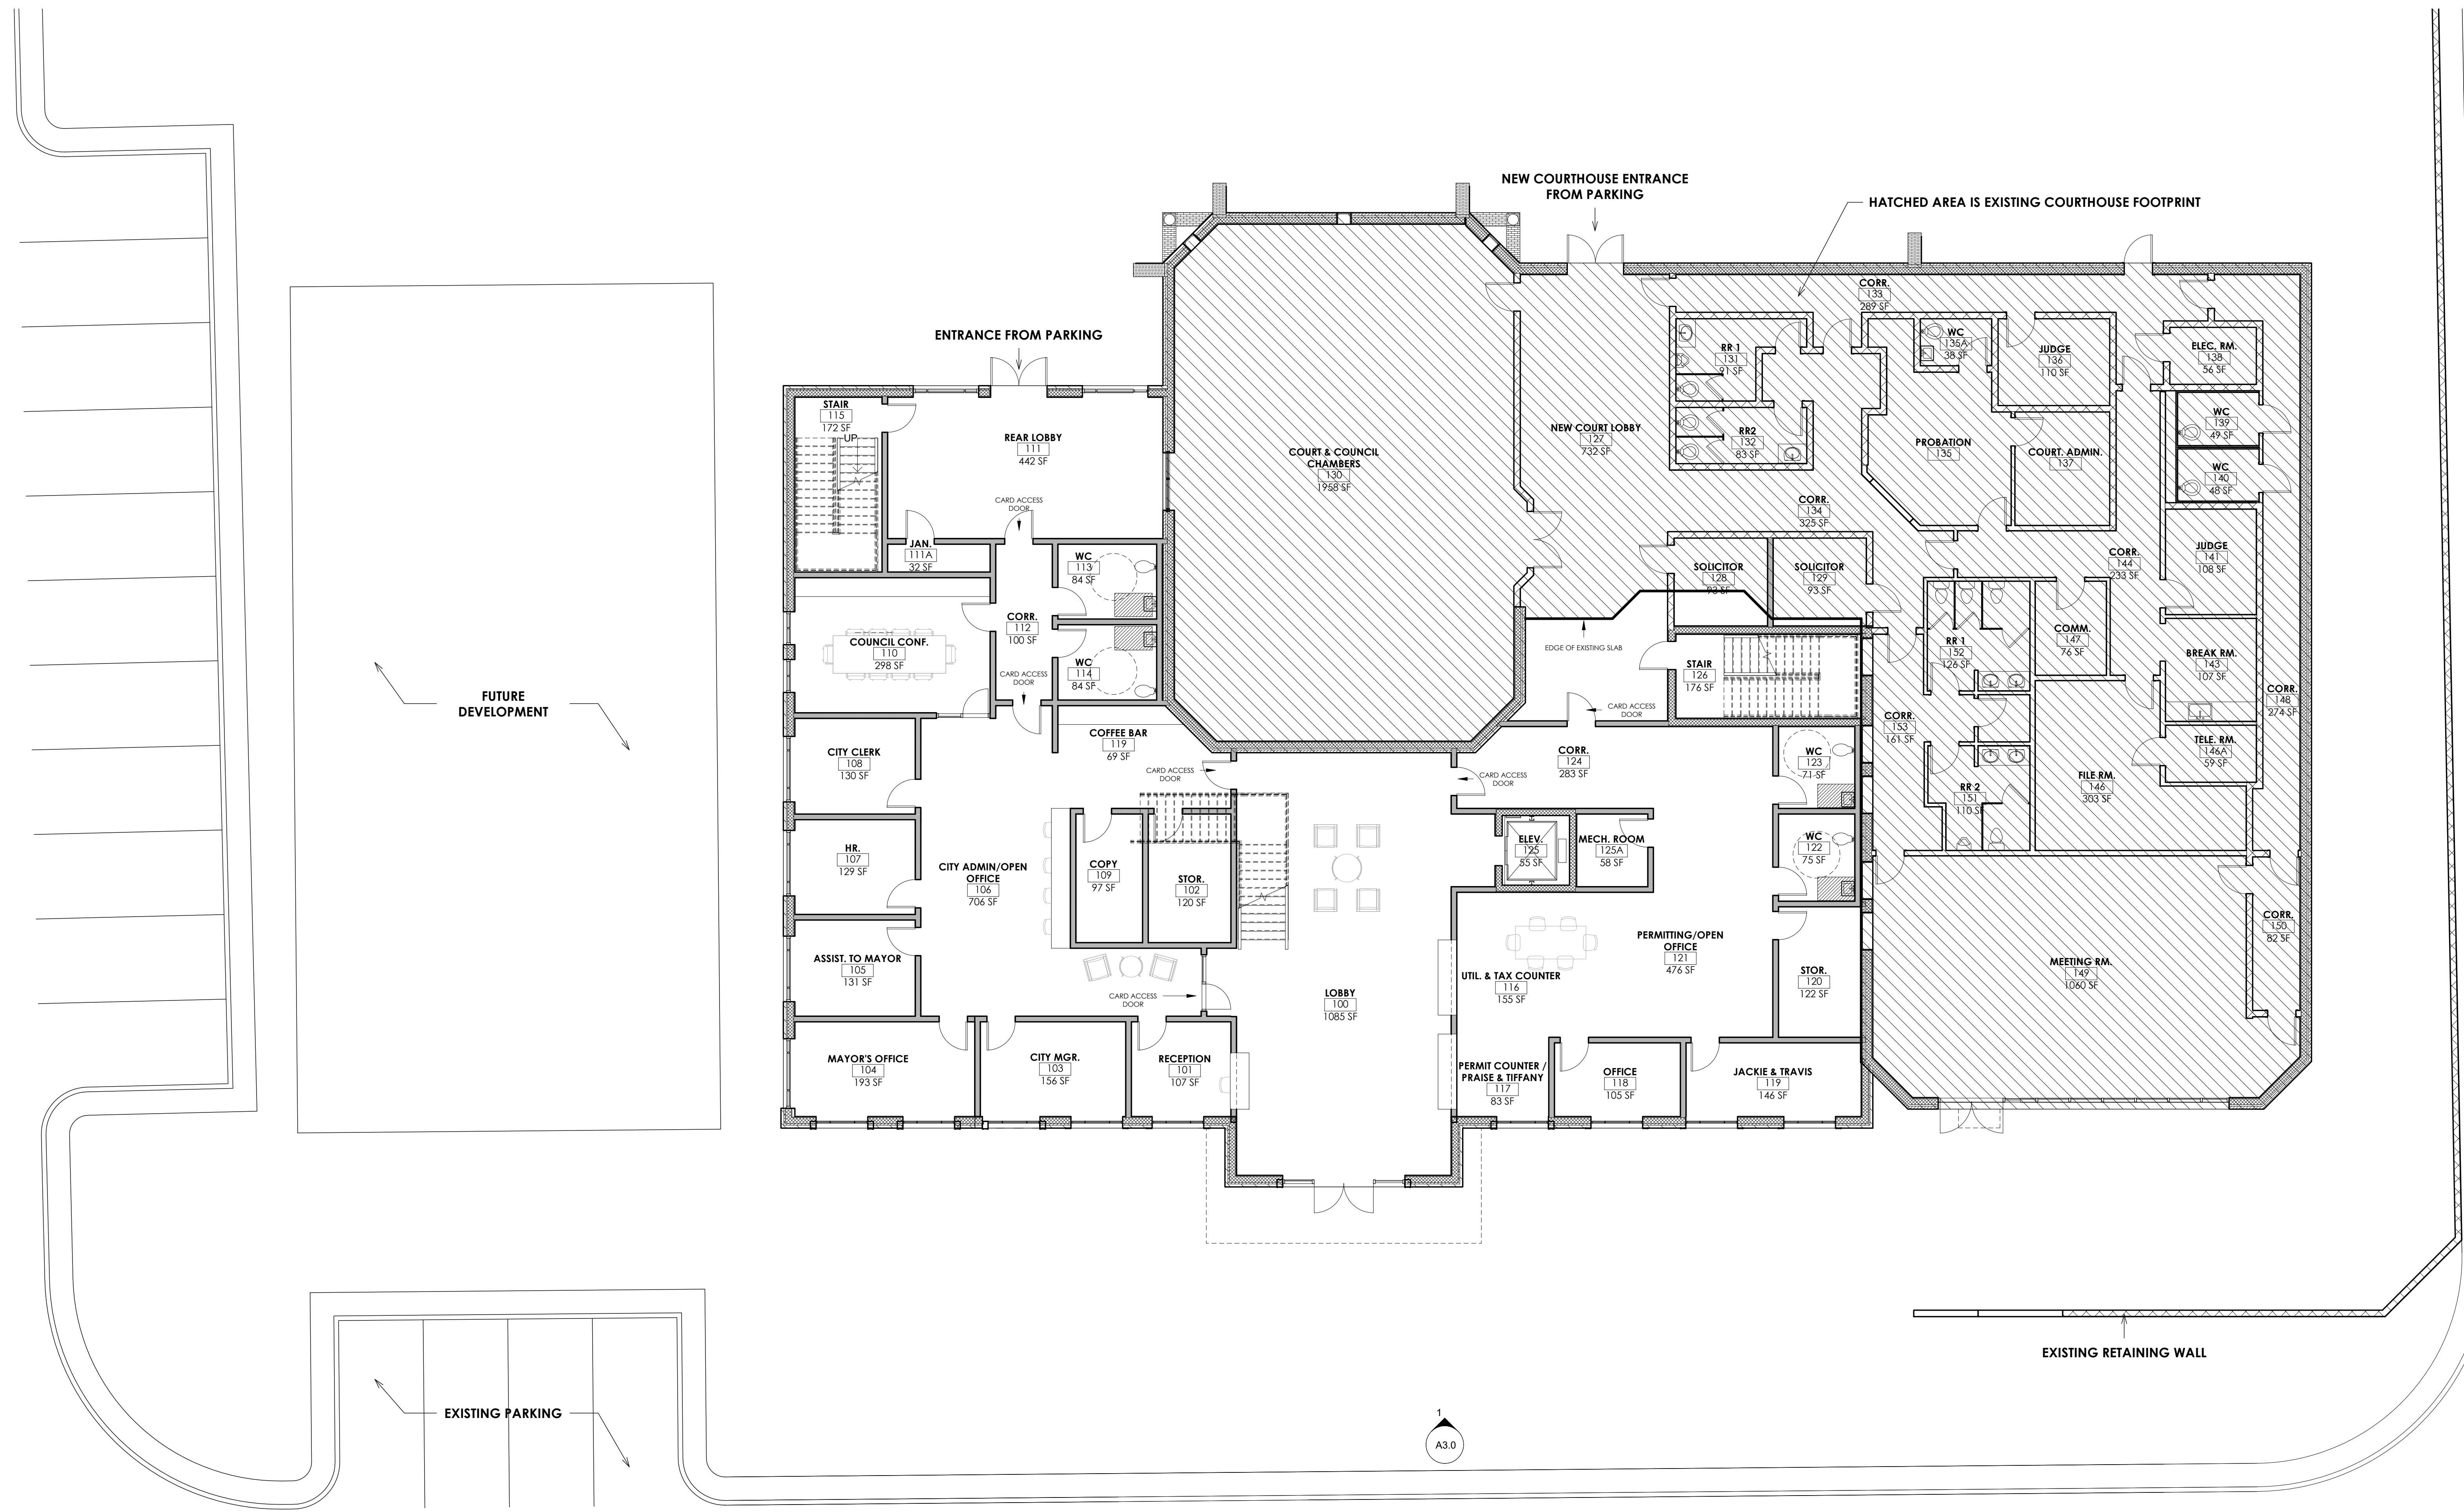 NEW COURTHOUSE ENTRANCE
FROM PARKING
HATCHED AREA IS EXISTING COURTHOUSE FOOTPRINT
ENTRANCE FROM PARKING
CORR.
133
289 SF
WC
135A
38 SF
JUDGE
136
110 SF
ELEC. RM.
138
56 SF
RR 1
131
91 SF
STAIR
115
172 SF
UP
REAR LOBBY
111
442 SF
COURT & COUNCIL
CHAMBERS
130
1958 SF
NEW COURT LOBBY
127
732 SF
RR2
132
83 SF
PROBATION
135
COURT. ADMIN.
137
WC
139
49 SF
WC
140
48 SF
CARD ACCESS
DOOR
CORR.
134
325 SF
JAN.
111A
32 SF
WC
113
84 SF
SOLICITOR
128
93 SF
SOLICITOR
129
93 SF
CORR.
144
233 SF
JUDGE
141
108 SF
CORR.
112
100 SF
COUNCIL CONF.
110
298 SF
WC
114
84 SF
CARD ACCESS
DOOR
EDGE OF EXISTING SLAB
STAIR
126
176 SF
RR 1
152
126 SF
COMM.
147
76 SF
BREAK RM.
143
107 SF
CORR.
148
274 SF
FUTURE
DEVELOPMENT
CARD ACCESS
DOOR
CORR.
153
161 SF
COFFEE BAR
119
69 SF
CITY CLERK
108
130 SF
CARD ACCESS
DOOR
CARD ACCESS
DOOR
CORR.
124
283 SF
WC
123
71 SF
TELE. RM.
146A
59 SF
FILE RM.
146
303 SF
RR 2
151
110 SF
HR.
107
129 SF
CITY ADMIN/OPEN
OFFICE
106
706 SF
COPY
109
97 SF
STOR.
102
120 SF
ELEV.
125
55 SF
MECH. ROOM
125A
58 SF
WC
122
75 SF
CORR.
150
82 SF
ASSIST. TO MAYOR
105
131 SF
CARD ACCESS
DOOR
LOBBY
100
1085 SF
UTIL. & TAX COUNTER
116
155 SF
PERMITTING/OPEN
OFFICE
121
476 SF
STOR.
120
122 SF
MEETING RM.
149
1060 SF
MAYOR'S OFFICE
104
193 SF
CITY MGR.
103
156 SF
RECEPTION
101
107 SF
PERMIT COUNTER /
PRAISE & TIFFANY
117
83 SF
OFFICE
118
105 SF
JACKIE & TRAVIS
119
146 SF
EXISTING RETAINING WALL
EXISTING PARKING
1
A3.0